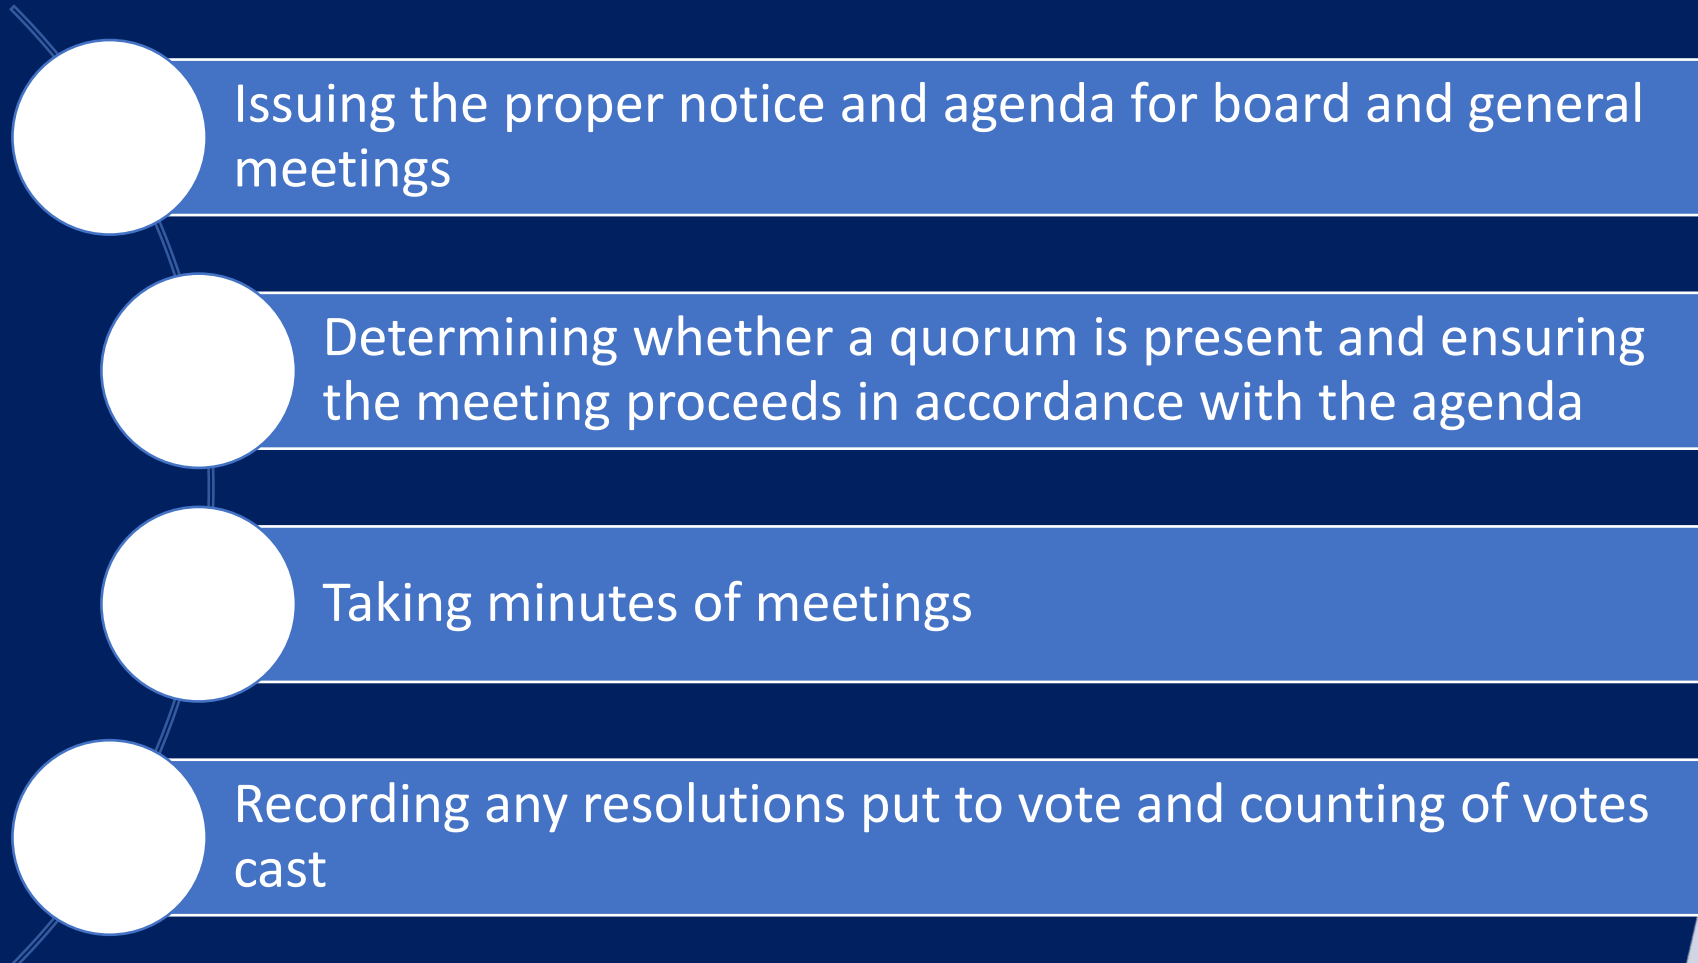 Issuing the proper notice and agenda for board and general
meetings
Determining whether a quorum is present and ensuring
the meeting proceeds in accordance with the agenda
Taking minutes of meetings
Recording any resolutions put to vote and counting of votes
cast